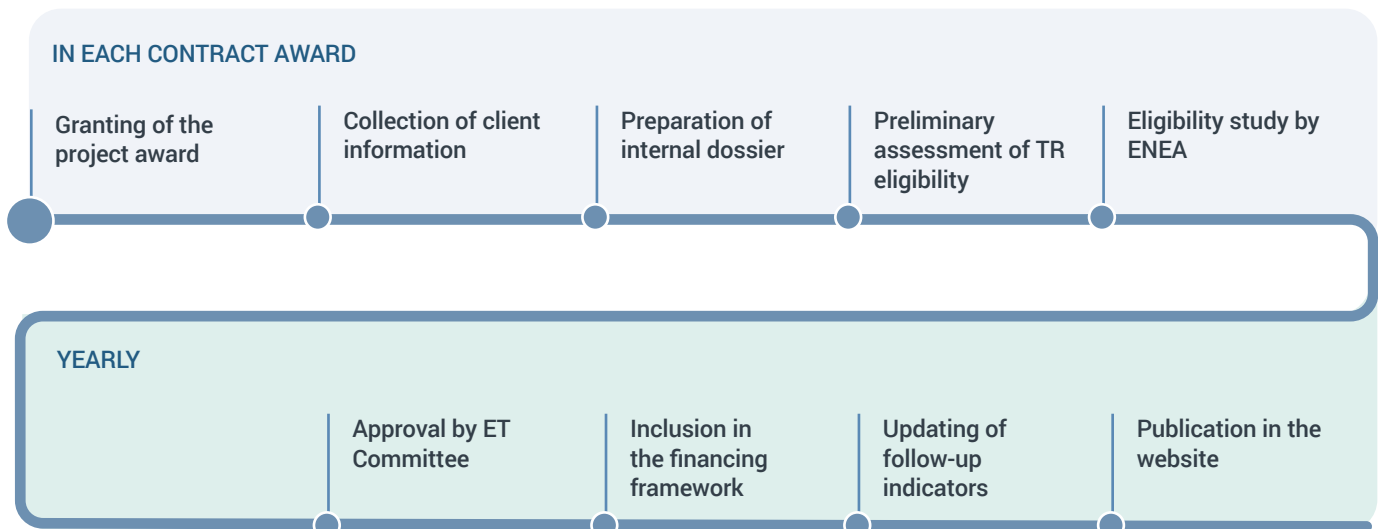 IN EACH CONTRACT AWARD
Granting of the
project award
Collection of client
information
Preparation of
internal dossier
Preliminary
assessment of TR
eligibility
Eligibility study by
ENEA
YEARLY
Approval by ET
Committee
Inclusion in
the financing
framework
Updating of
follow-up
indicators
Publication in the
website